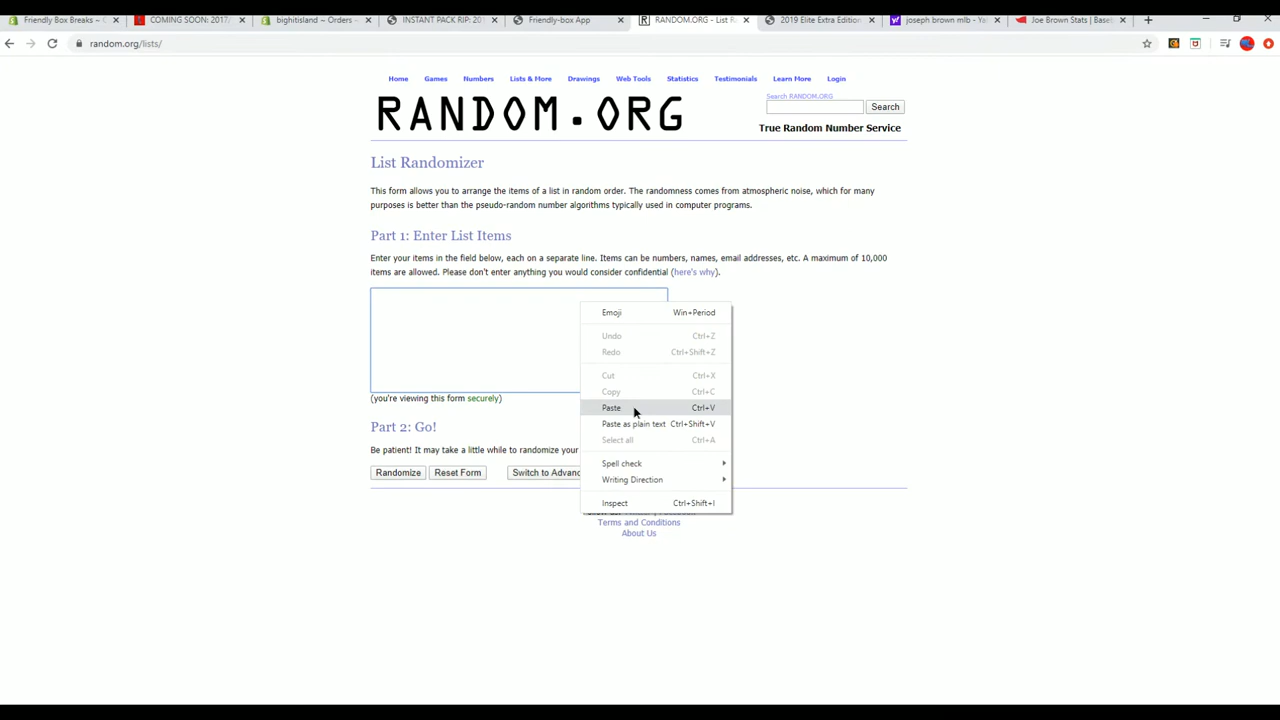 Friendly Box Breaks – C
COMING SOON: 2017/
bighitisland ~ Orders –
INSTANT PACK RIP: 201
Friendly-box App
RANDOM.ORG - List R
2019 Elite Extra Edition
joseph brown mlb - Ya
Joe Brown Stats | Baseb
random.org/lists/
Home Games Numbers Lists & More Drawings Web Tools Statistics Testimonials Learn More Login
RANDOM.ORG
Search RANDOM.ORG
Search
True Random Number Service
List Randomizer
This form allows you to arrange the items of a list in random order. The randomness comes from atmospheric noise, which for many
purposes is better than the pseudo-random number algorithms typically used in computer programs.
Part 1: Enter List Items
Enter your items in the field below, each on a separate line. Items can be numbers, names, email addresses, etc. A maximum of 10,000
items are allowed. Please don't enter anything you would consider confidential (here's why).
Emoji Win+Period
Undo Ctrl+Z
Redo Ctrl+Shift+Z
Cut Ctrl+X
Copy Ctrl+C
Paste Ctrl+V
Paste as plain text Ctrl+Shift+V
Select all Ctrl+A
Spell check
Writing Direction
Inspect Ctrl+Shift+I
(you're viewing this form securely)
Part 2: Go!
Be patient! It may take a little while to randomize your
Randomize Reset Form Switch to Advanc
Terms and Conditions
About Us